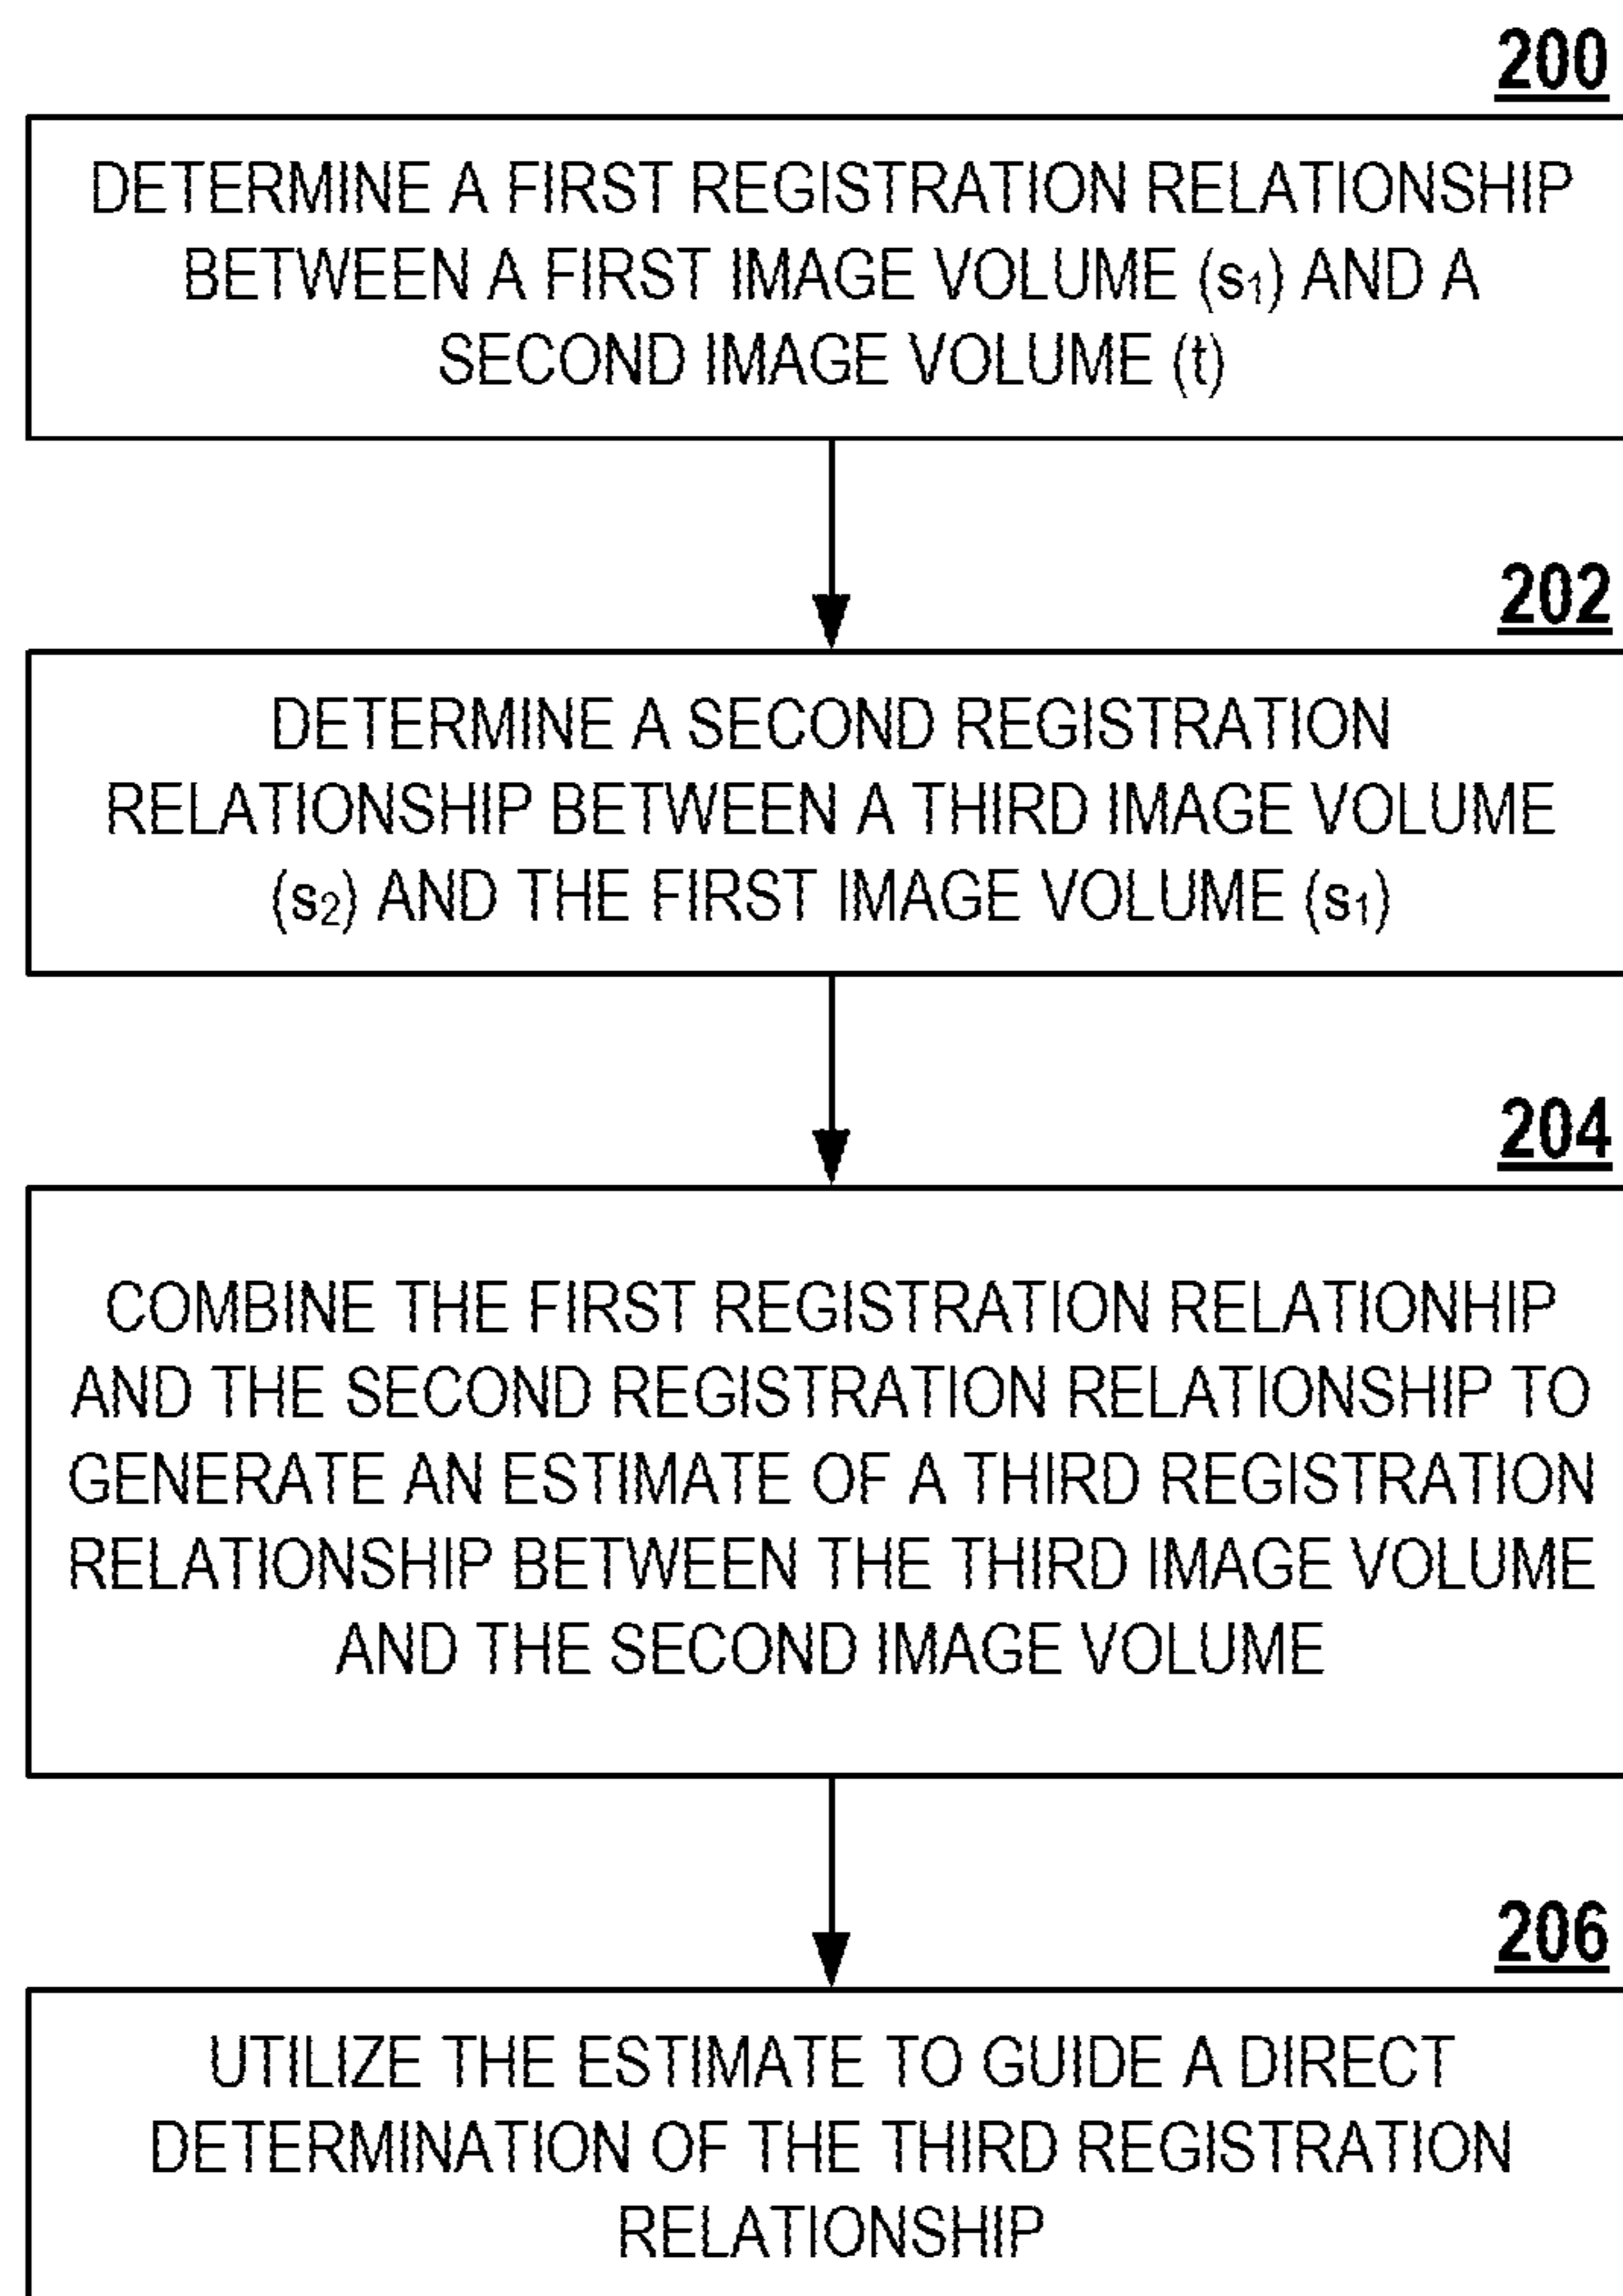 200
DETERMINE A FIRST REGISTRATION RELATIONSHIP
BETWEEN A FIRST IMAGE VOLUME (s₁) AND A
SECOND IMAGE VOLUME (t)
202
DETERMINE A SECOND REGISTRATION
RELATIONSHIP BETWEEN A THIRD IMAGE VOLUME
(s₂) AND THE FIRST IMAGE VOLUME (s₁)
204
COMBINE THE FIRST REGISTRATION RELATIONHIP
AND THE SECOND REGISTRATION RELATIONSHIP TO
GENERATE AN ESTIMATE OF A THIRD REGISTRATION
RELATIONSHIP BETWEEN THE THIRD IMAGE VOLUME
AND THE SECOND IMAGE VOLUME
206
UTILIZE THE ESTIMATE TO GUIDE A DIRECT
DETERMINATION OF THE THIRD REGISTRATION
RELATIONSHIP